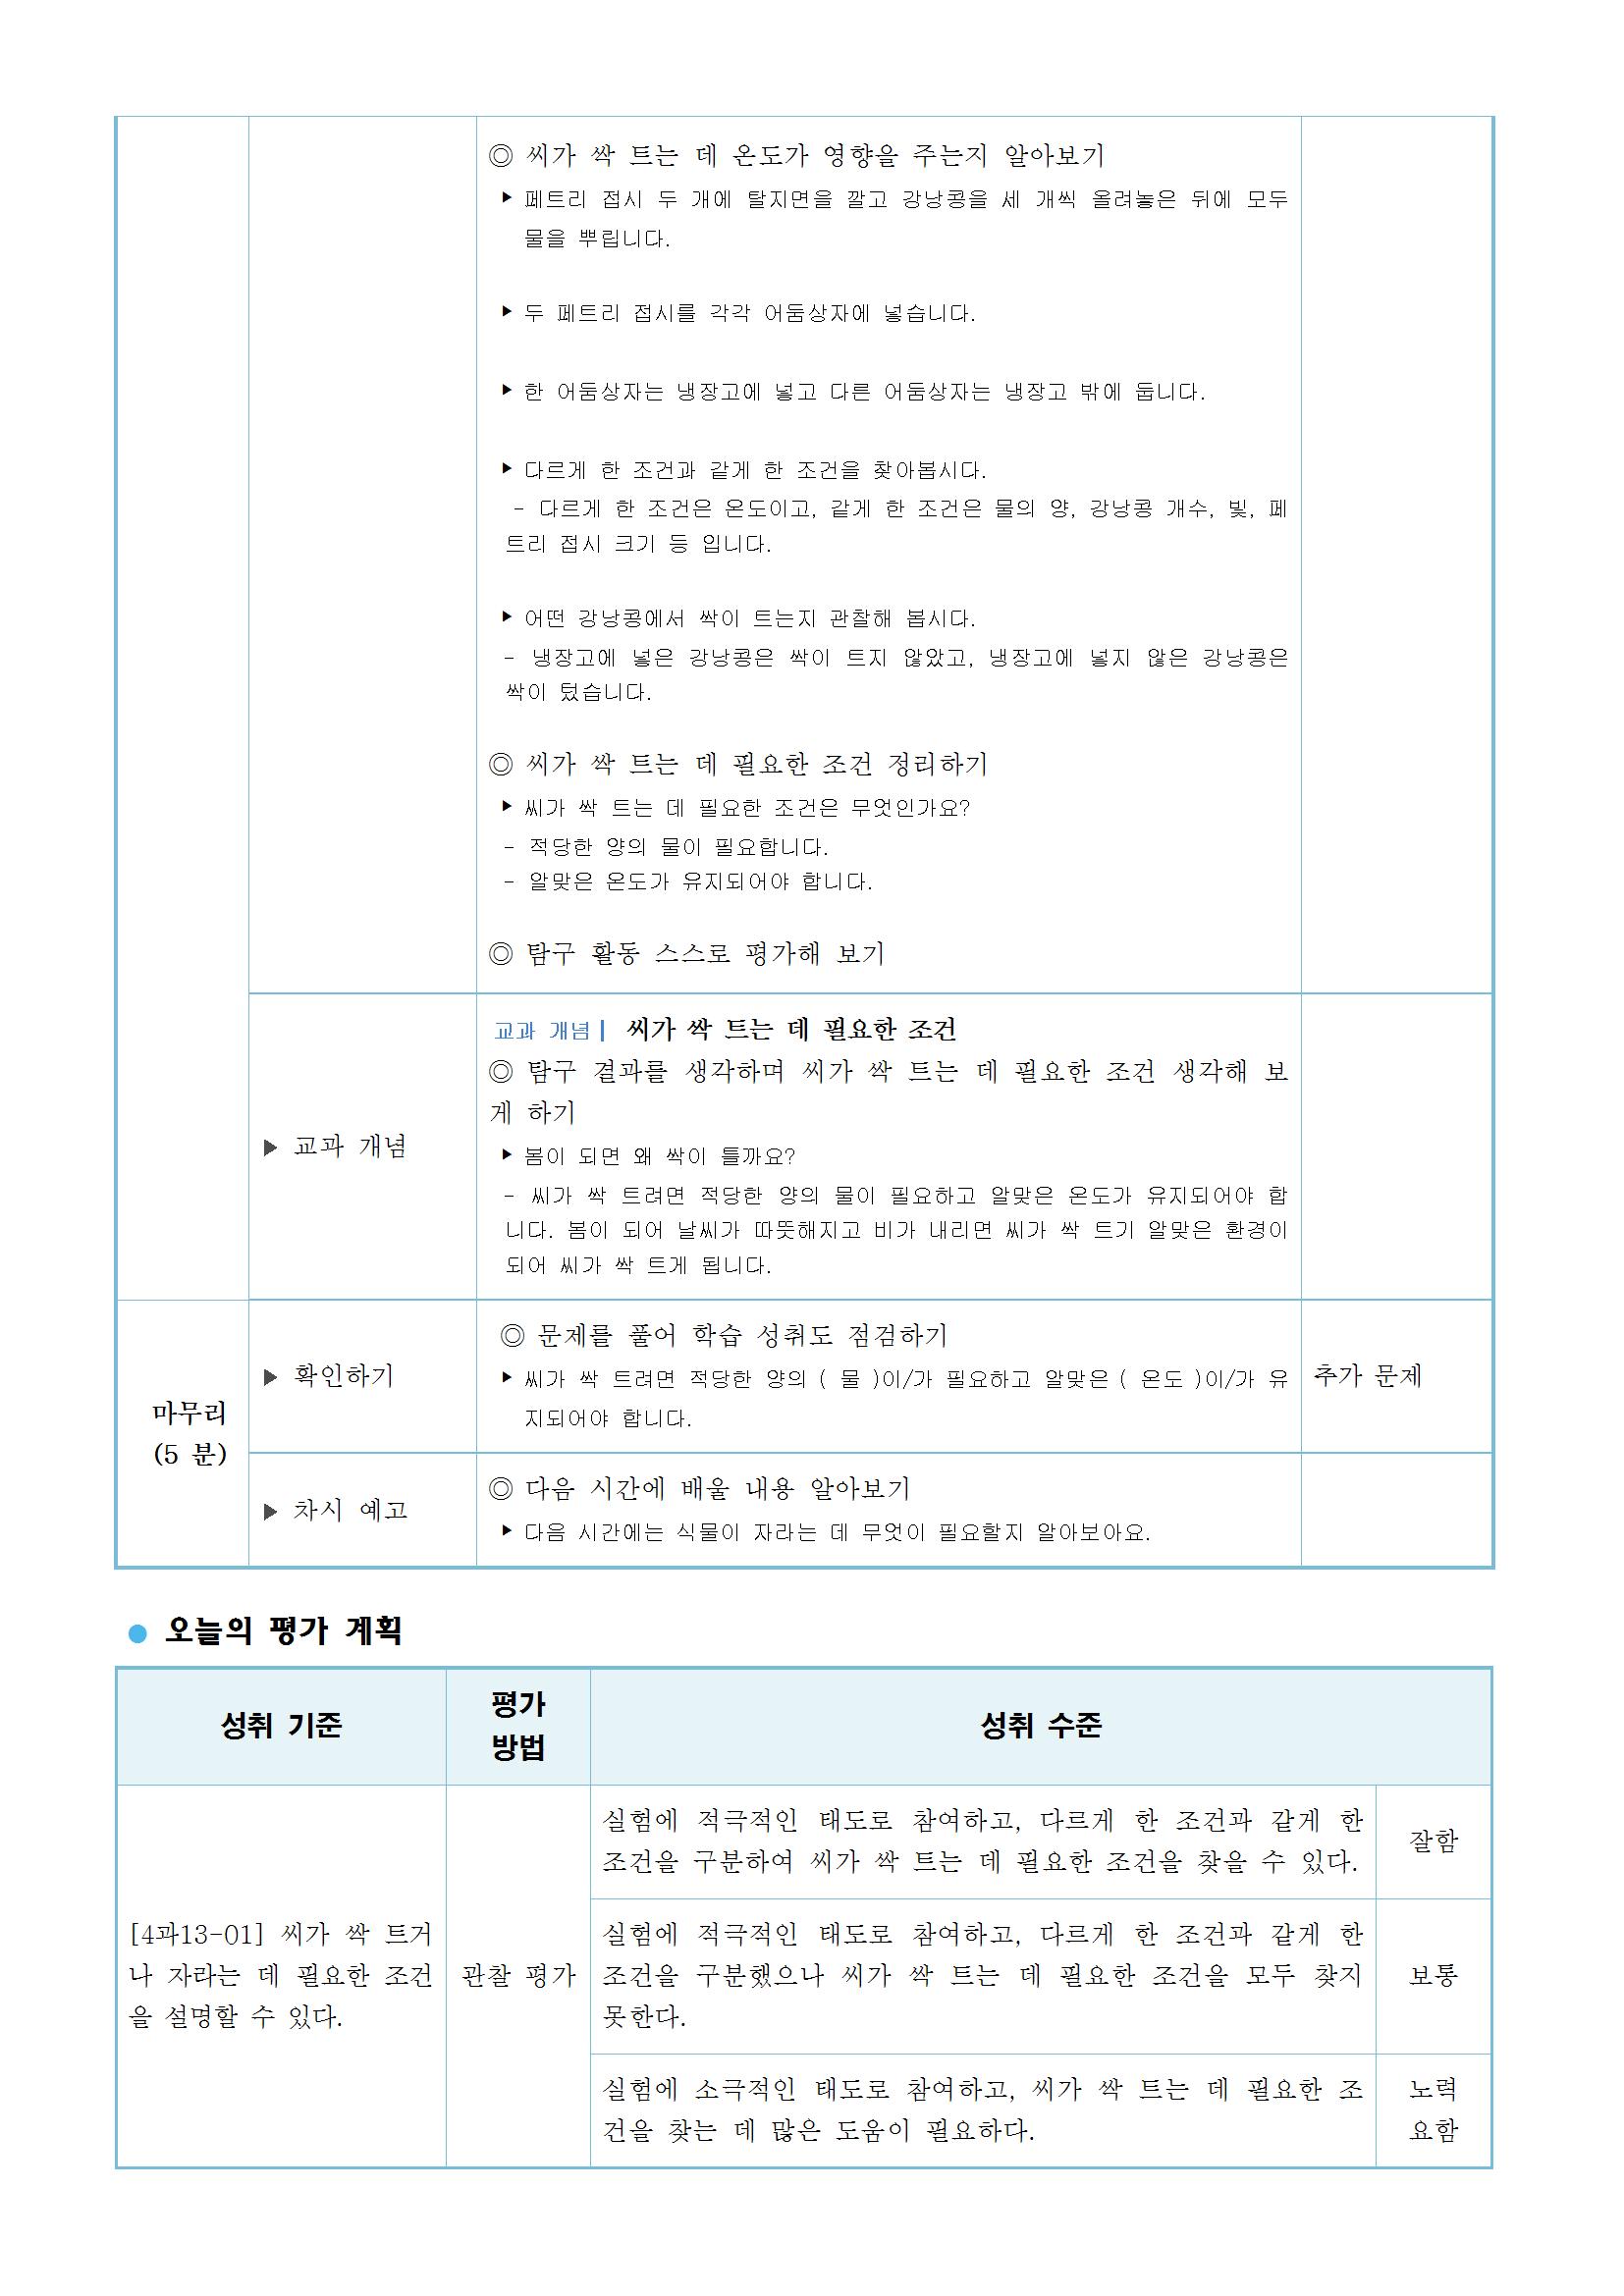 ◎ 씨가 싹 트는 데 온도가 영향을 주는지 알아보기
▶ 페트리 접시 두 개에 탈지면을 깔고 강낭콩을 세 개씩 올려놓은 뒤에 모두
물을 뿌립니다.
▶ 두 페트리 접시를 각각 어둠상자에 넣습니다.
▶ 한 어둠상자는 냉장고에 넣고 다른 어둠상자는 냉장고 밖에 둡니다.
▶ 다르게 한 조건과 같게 한 조건을 찾아봅시다.
- 다르게 한 조건은 온도이고, 같게 한 조건은 물의 양, 강낭콩 개수, 빛, 페
트리 접시 크기 등 입니다.
▶ 어떤 강낭콩에서 싹이 트는지 관찰해 봅시다.
- 냉장고에 넣은 강낭콩은 싹이 트지 않았고, 냉장고에 넣지 않은 강낭콩은
싹이 텄습니다.
◎ 씨가 싹 트는 데 필요한 조건 정리하기
▶ 씨가 싹 트는 데 필요한 조건은 무엇인가요?
- 적당한 양의 물이 필요합니다.
- 알맞은 온도가 유지되어야 합니다.
◎ 탐구 활동 스스로 평가해 보기
▶ 교과 개념
교과 개념 | 씨가 싹 트는 데 필요한 조건
◎ 탐구 결과를 생각하며 씨가 싹 트는 데 필요한 조건 생각해 보
게 하기
▶ 봄이 되면 왜 싹이 틀까요?
- 씨가 싹 트려면 적당한 양의 물이 필요하고 알맞은 온도가 유지되어야 합
니다. 봄이 되어 날씨가 따뜻해지고 비가 내리면 씨가 싹 트기 알맞은 환경이
되어 씨가 싹 트게 됩니다.
마무리
(5 분)
▶ 확인하기
◎ 문제를 풀어 학습 성취도 점검하기
▶ 씨가 싹 트려면 적당한 양의 ( 물 )이/가 필요하고 알맞은 ( 온도 )이/가 유
지되어야 합니다.
추가 문제
▶ 차시 예고
◎ 다음 시간에 배울 내용 알아보기
▶ 다음 시간에는 식물이 자라는 데 무엇이 필요할지 알아보아요.
● 오늘의 평가 계획
성취 기준
평가
방법
성취 수준
[4과13-01] 씨가 싹 트거
나 자라는 데 필요한 조건
을 설명할 수 있다.
관찰 평가
실험에 적극적인 태도로 참여하고, 다르게 한 조건과 같게 한
조건을 구분하여 씨가 싹 트는 데 필요한 조건을 찾을 수 있다.
잘함
실험에 적극적인 태도로 참여하고, 다르게 한 조건과 같게 한
조건을 구분했으나 씨가 싹 트는 데 필요한 조건을 모두 찾지
못한다.
보통
실험에 소극적인 태도로 참여하고, 씨가 싹 트는 데 필요한 조
건을 찾는 데 많은 도움이 필요하다.
노력
요함